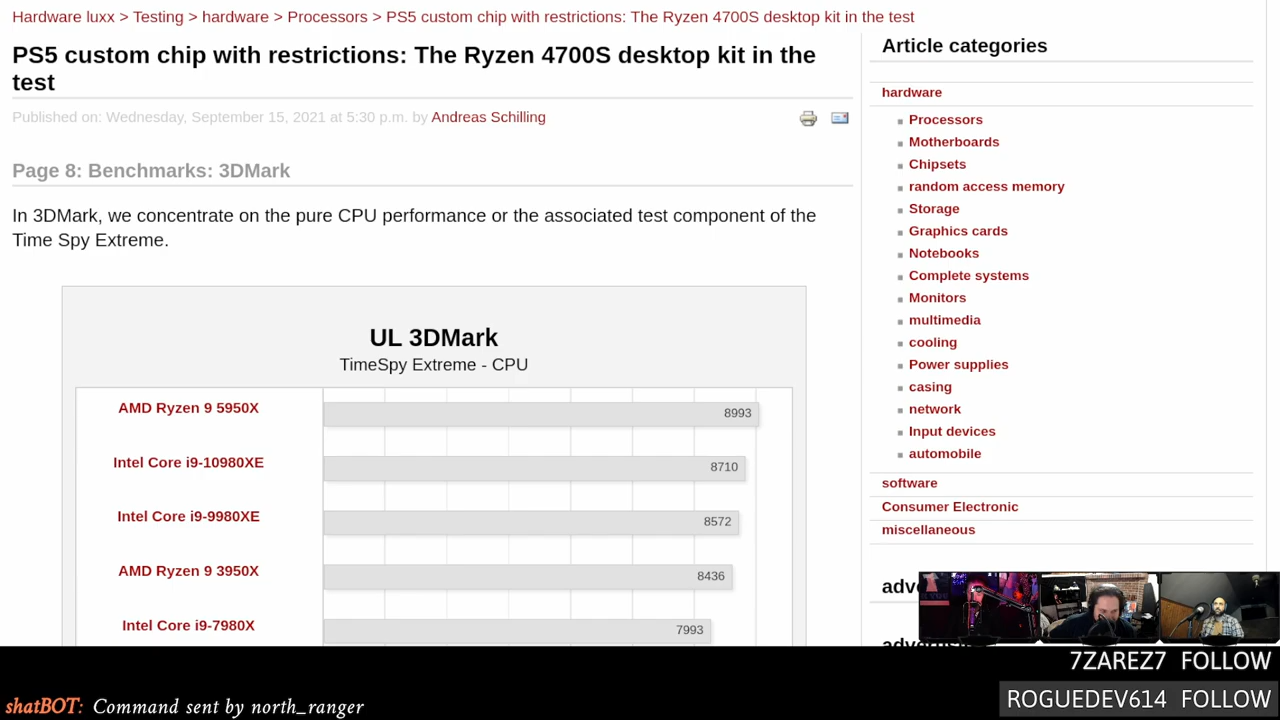 Hardware luxx > Testing > hardware > Processors > PS5 custom chip with restrictions: The Ryzen 4700S desktop kit in the test
PS5 custom chip with restrictions: The Ryzen 4700S desktop kit in the
test
Published on: Wednesday, September 15, 2021 at 5:30 p.m. by Andreas Schilling
Page 8: Benchmarks: 3DMark
In 3DMark, we concentrate on the pure CPU performance or the associated test component of the
Time Spy Extreme.
UL 3DMark
TimeSpy Extreme - CPU
AMD Ryzen 9 5950X 8993
Intel Core i9-10980XE 8710
Intel Core i9-9980XE 8572
AMD Ryzen 9 3950X 8436
Intel Core i9-7980X 7993
Article categories
hardware
Processors
Motherboards
Chipsets
random access memory
Storage
Graphics cards
Notebooks
Complete systems
Monitors
multimedia
cooling
Power supplies
casing
network
Input devices
automobile
software
Consumer Electronic
miscellaneous
7ZAREZ7 FOLLOW
ROGUEDEV614 FOLLOW
shatBOT: Command sent by north_ranger